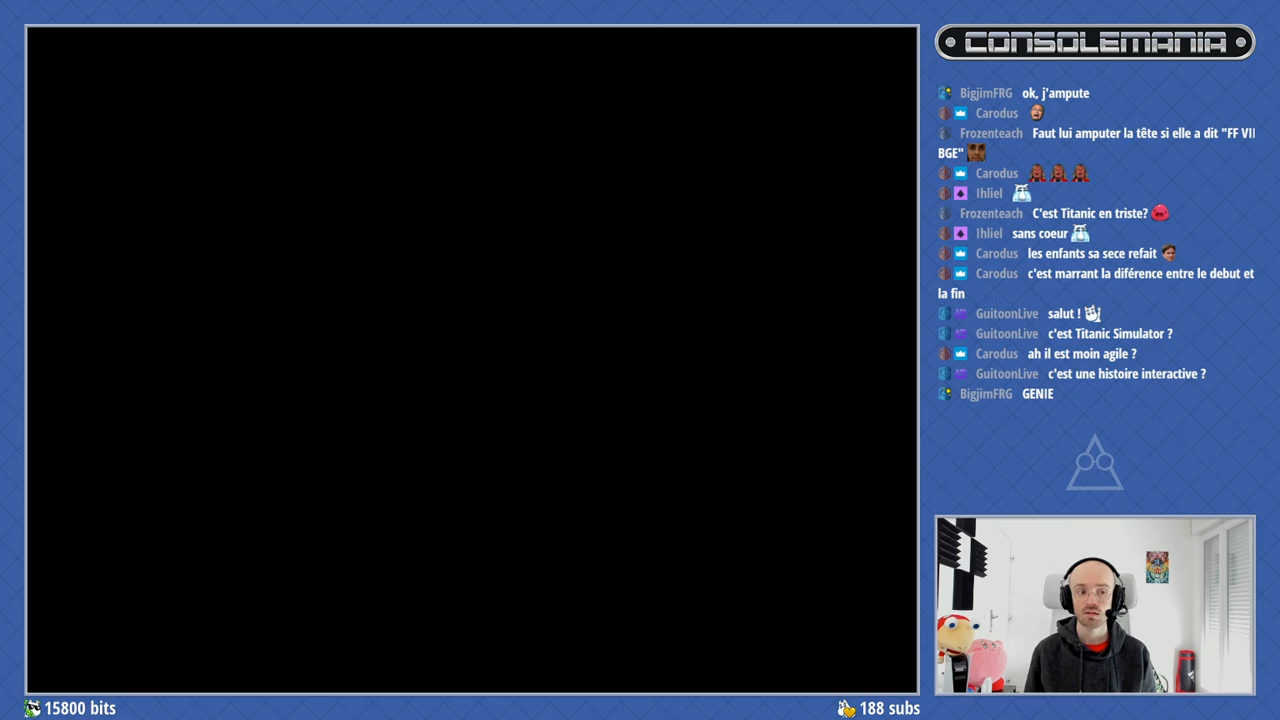 CONSOLEMANIA
BigjimFRG ok, j'ampute
Carodus
Frozenteach Faut lui amputer la tête si elle a dit "FF VII
BGE"
Carodus
Ihliel
Frozenteach C'est Titanic en triste?
Ihliel sans coeur
Carodus les enfants sa sece refait
Carodus c'est marrant la diférence entre le debut et
la fin
GuitoonLive salut !
GuitoonLive c'est Titanic Simulator ?
Carodus ah il est moin agile ?
GuitoonLive c'est une histoire interactive ?
BigjimFRG GENIE
15800 bits
188 subs